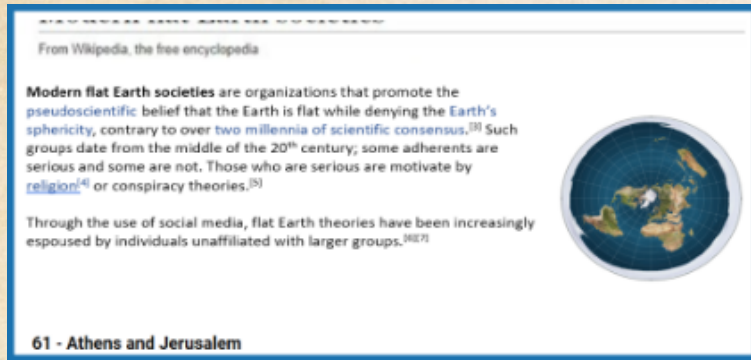 Modern flat Earth societies
From Wikipedia, the free encyclopedia
Modern flat Earth societies are organizations that promote the
pseudoscientific belief that the Earth is flat while denying the Earth's
sphericity, contrary to over two millennia of scientific consensus.[3] Such
groups date from the middle of the 20th century; some adherents are
serious and some are not. Those who are serious are motivate by
religion[4] or conspiracy theories.[5]
Through the use of social media, flat Earth theories have been increasingly
espoused by individuals unaffiliated with larger groups.[6][7]
61 - Athens and Jerusalem